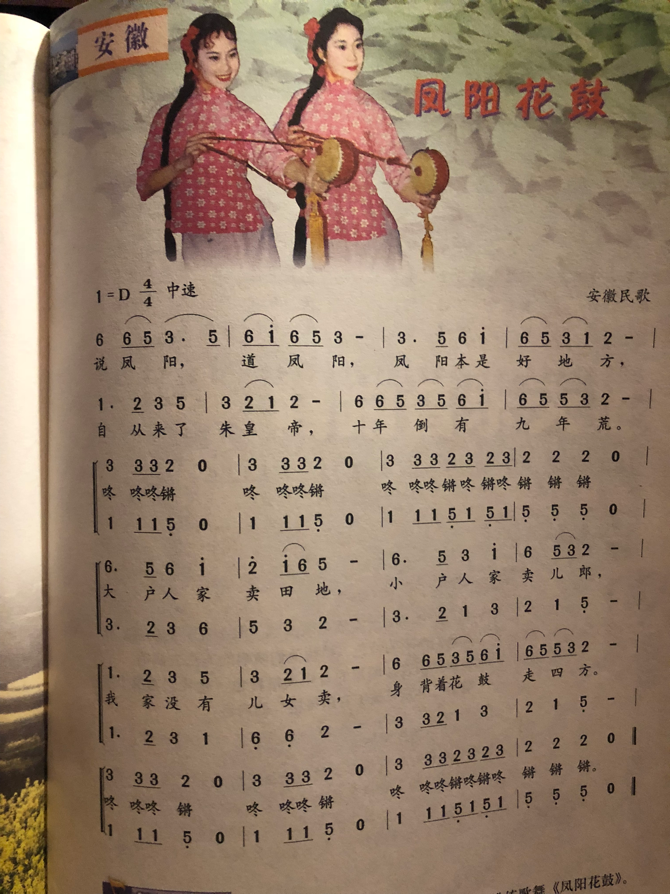 安徽
凤阳花鼓
1=D 4/4 中速
安徽民歌
6 6 5 3· 5 | 6 i 6 5 3 - | 3· 5 6 i | 6 5 3 1 2 - |
说凤 阳， 道 凤 阳， 凤 阳本是 好 地 方，
1· 2 3 5 | 3 2 1 2 - | 6 6 5 3 5 6 i | 6 5 5 3 2 - |
自 从来了 朱皇 帝， 十年 倒 有 九 年 荒。
3 3 3 2 0 | 3 3 3 2 0 | 3 3 3 2 3 2 3 | 2 2 2 0 |
咚 咚咚锵 咚 咚咚锵 咚 咚咚锵咚锵咚 锵 锵 锵
1 1 1 5 0 | 1 1 1 5 0 | 1 1 1 5 1 5 1 | 5 5 5 0 |
6· 5 6 i | 2 i 6 5 - | 6· 5 3 i | 6 5 3 2 - |
大 户人 家 卖 田 地， 小 户人 家 卖儿 郎，
3· 2 3 6 | 5 3 2 - | 3· 2 1 3 | 2 1 5 - |
1· 2 3 5 | 3 2 1 2 - | 6 6 5 3 5 6 i | 6 5 5 3 2 - |
我 家没有 儿 女 卖， 身 背着花 鼓 走 四 方。
1· 2 3 1 | 6 6 2 - | 3 3 2 1 3 | 2 1 5 - |
3 3 3 2 0 | 3 3 3 2 0 | 3 3 3 2 3 2 3 | 2 2 2 0
咚 咚咚 锵 咚 咚咚 锵 咚 咚咚锵咚锵咚 锵 锵 锵。
1 1 1 5 0 | 1 1 1 5 0 | 1 1 1 5 1 5 1 | 5 5 5 0
歌舞《凤阳花鼓》。